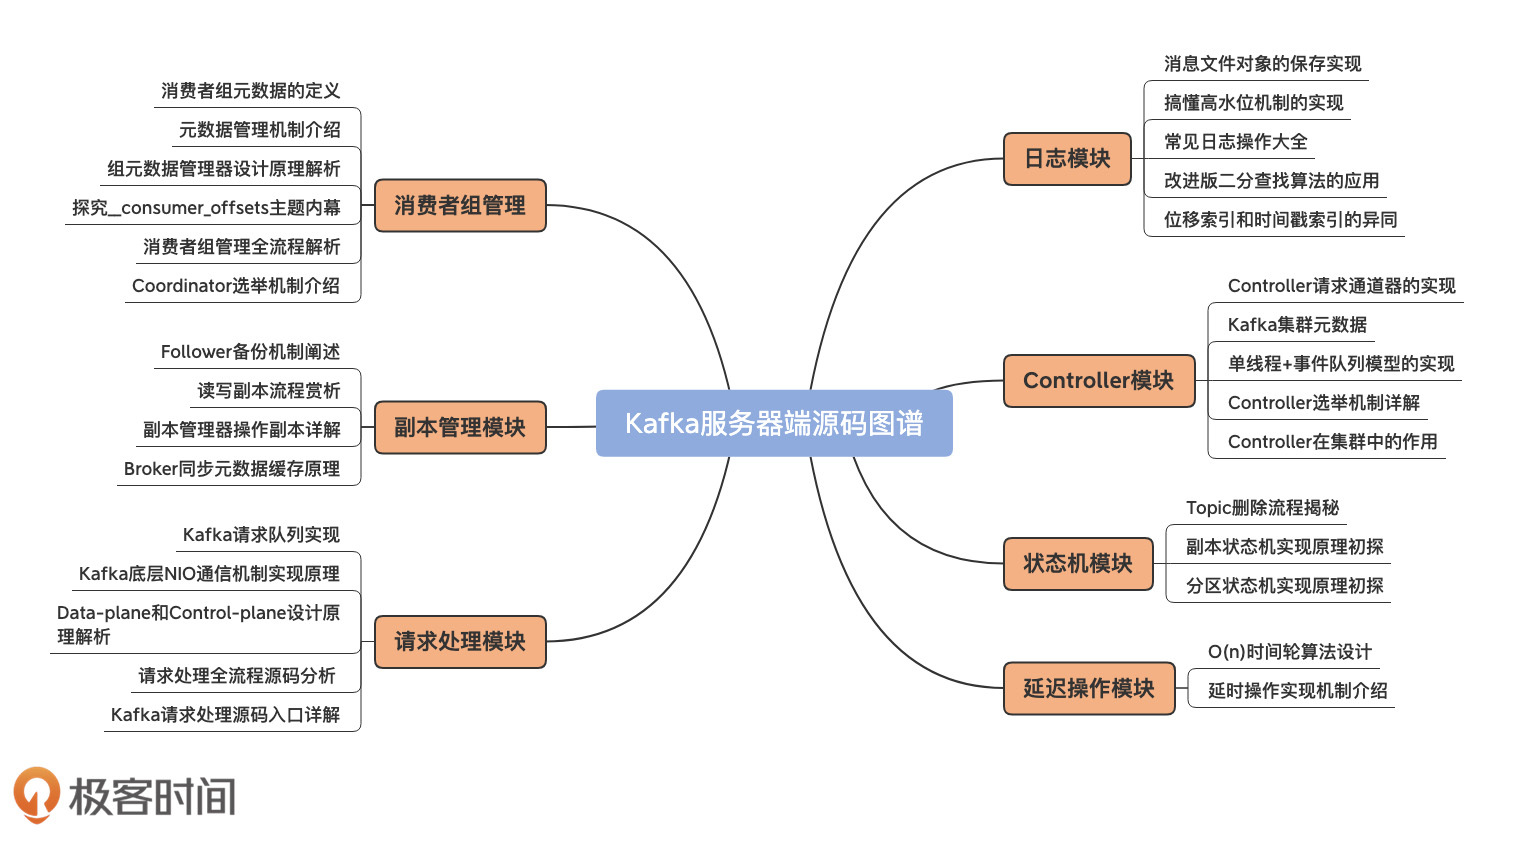 Kafka服务器端源码图谱
消费者组管理
消费者组元数据的定义
元数据管理机制介绍
组元数据管理器设计原理解析
探究__consumer_offsets主题内幕
消费者组管理全流程解析
Coordinator选举机制介绍
副本管理模块
Follower备份机制阐述
读写副本流程赏析
副本管理器操作副本详解
Broker同步元数据缓存原理
请求处理模块
Kafka请求队列实现
Kafka底层NIO通信机制实现原理
Data-plane和Control-plane设计原
理解析
请求处理全流程源码分析
Kafka请求处理源码入口详解
日志模块
消息文件对象的保存实现
搞懂高水位机制的实现
常见日志操作大全
改进版二分查找算法的应用
位移索引和时间戳索引的异同
Controller模块
Controller请求通道器的实现
Kafka集群元数据
单线程+事件队列模型的实现
Controller选举机制详解
Controller在集群中的作用
状态机模块
Topic删除流程揭秘
副本状态机实现原理初探
分区状态机实现原理初探
延迟操作模块
O(n)时间轮算法设计
延时操作实现机制介绍
极客时间